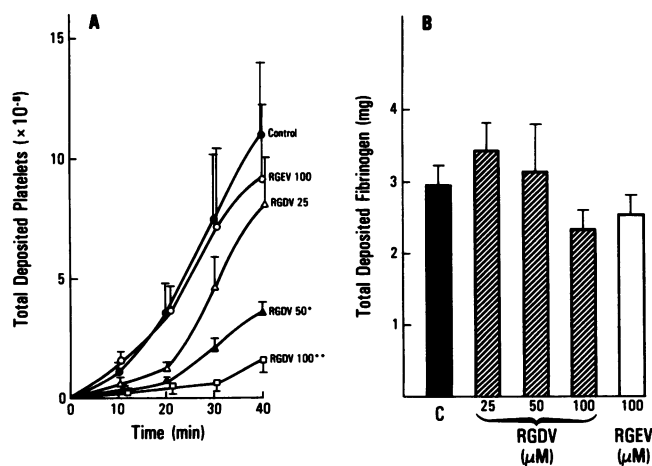 A
Total Deposited Platelets (× 10⁻⁸)
15
10
5
0
10
20
30
40
Time (min)
Control
RGEV 100
RGDV 25
RGDV 50*
RGDV 100**
B
Total Deposited Fibrinogen (mg)
4
3
2
1
C
25
50
100
100
RGDV
(µM)
RGEV
(µM)